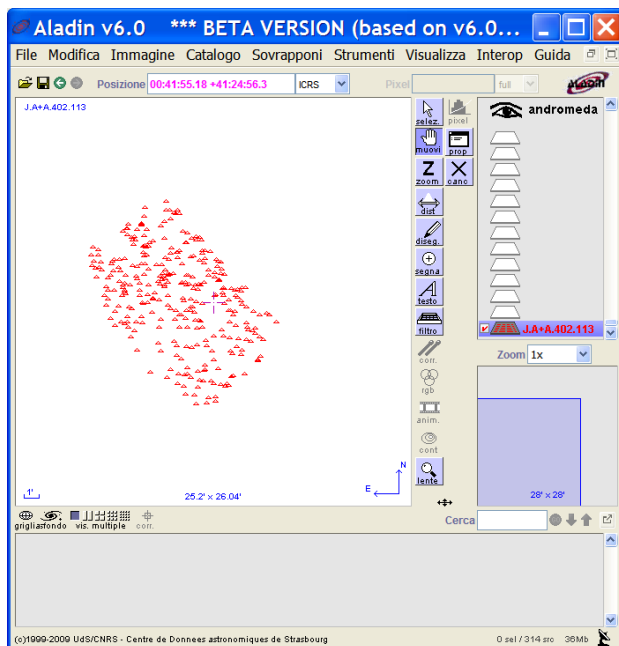 Aladin v6.0 *** BETA VERSION (based on v6.0...
File Modifica Immagine Catalogo Sovrapponi Strumenti Visualizza Interop Guida
Posizione 00:41:55.18 +41:24:56.3 ICRS Pixel full ALADIN
J.A+A.402.113
andromeda
selez. pixel
muovi prop
zoom canc
dist
diseg.
segna
testo
filtro
corr.
rgb
anim.
cont
lente
J.A+A.402.113
Zoom 1x
1'
25.2' x 26.04'
N
E
28' x 28'
griglia sfondo vis. multiple corr.
Cerca
(c)1999-2009 UdS/CNRS - Centre de Donnees astronomiques de Strasbourg
0 sel / 314 src 36Mb